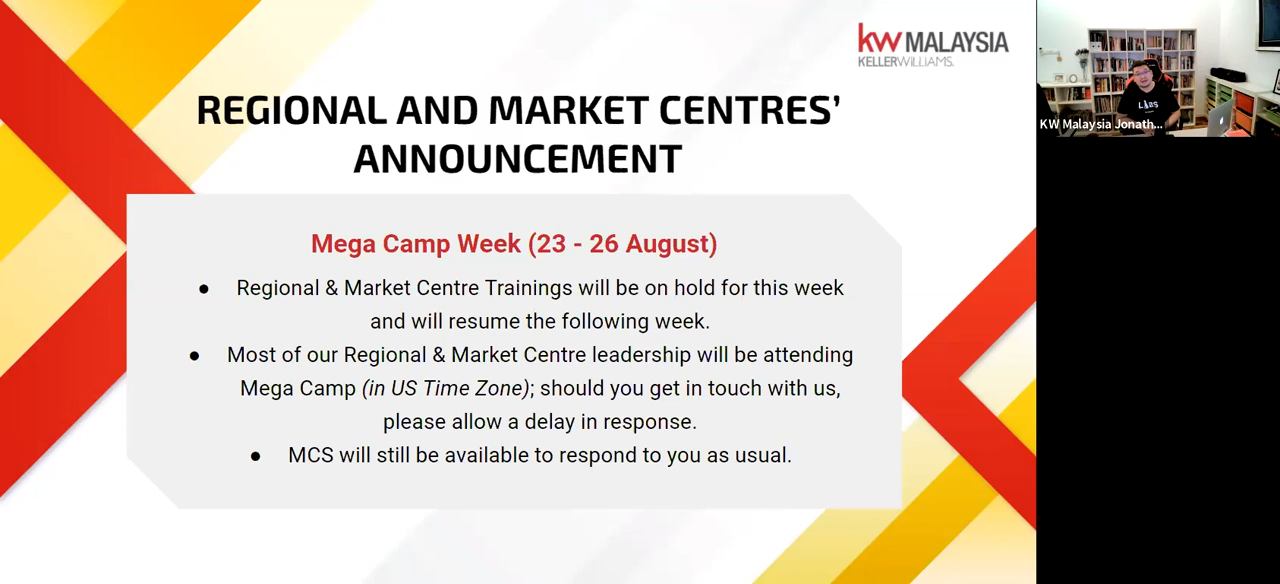 kw MALAYSIA
KELLERWILLIAMS.
REGIONAL AND MARKET CENTRES’
ANNOUNCEMENT
Mega Camp Week (23 - 26 August)
● Regional & Market Centre Trainings will be on hold for this week
and will resume the following week.
● Most of our Regional & Market Centre leadership will be attending
Mega Camp (in US Time Zone); should you get in touch with us,
please allow a delay in response.
● MCS will still be available to respond to you as usual.
KW Malaysia Jonath...